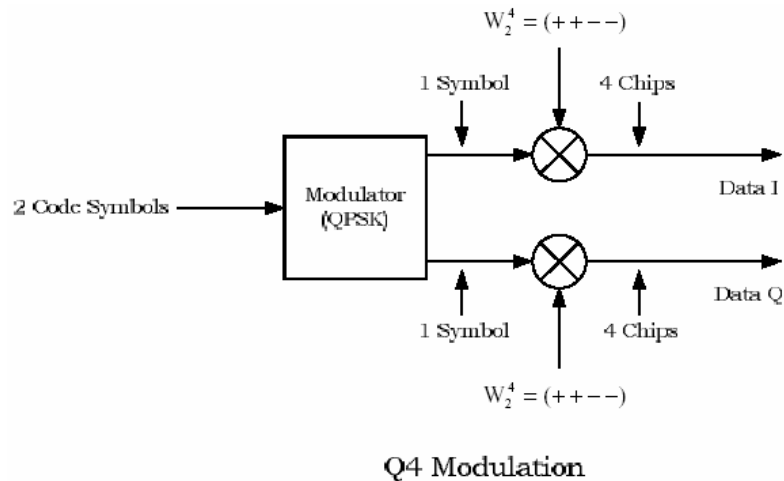 W₂⁴ = (++--)
1 Symbol
4 Chips
Data I
Modulator
(QPSK)
2 Code Symbols
Data Q
1 Symbol
4 Chips
W₂⁴ = (++--)
Q4 Modulation